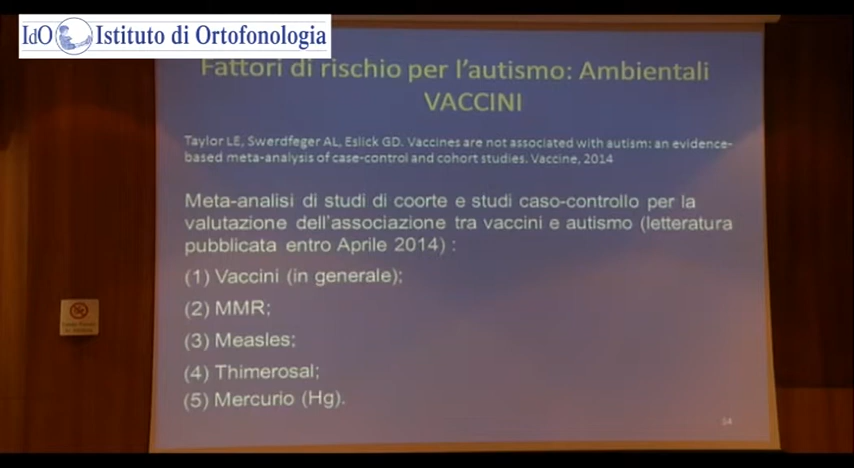 IdO Istituto di Ortofonologia
Fattori di rischio per l'autismo: Ambientali
VACCINI
Taylor LE, Swerdfeger AL, Eslick GD. Vaccines are not associated with autism: an evidence-
based meta-analysis of case-control and cohort studies. Vaccine, 2014
Meta-analisi di studi di coorte e studi caso-controllo per la
valutazione dell'associazione tra vaccini e autismo (letteratura
pubblicata entro Aprile 2014) :
(1) Vaccini (in generale);
(2) MMR;
(3) Measles;
(4) Thimerosal;
(5) Mercurio (Hg).